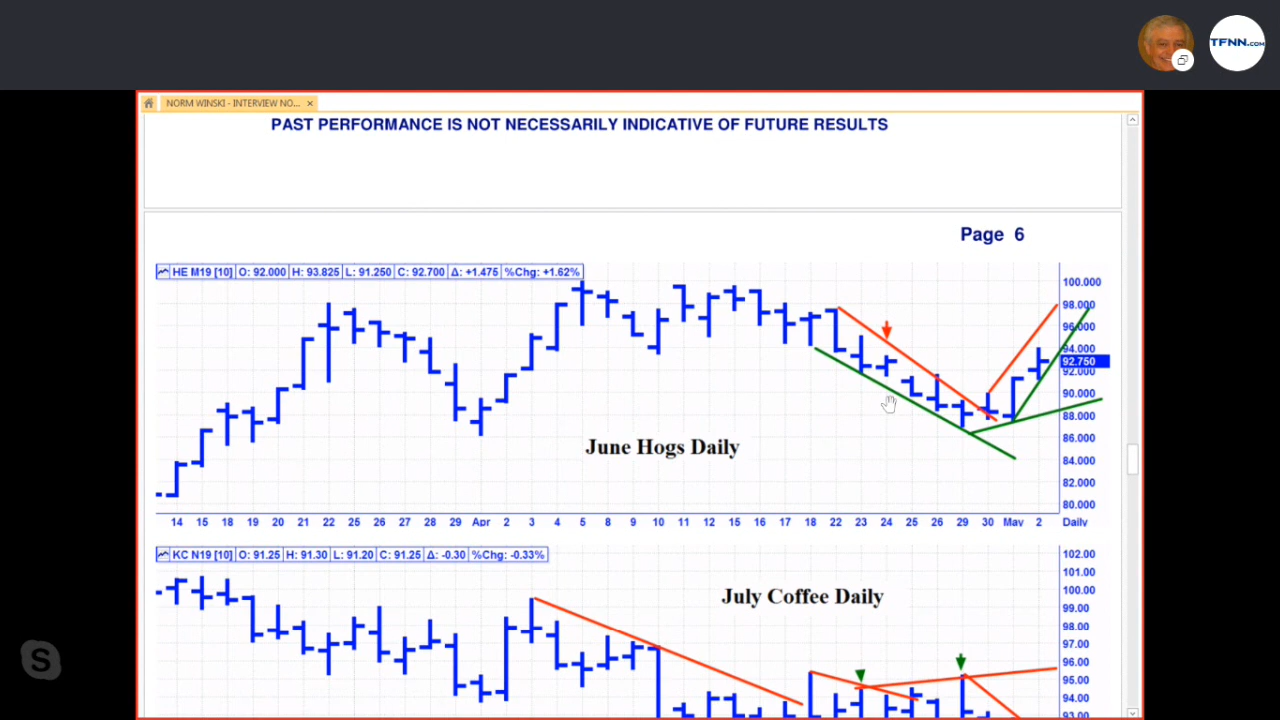 TFNN.COM
NORM WINSKI - INTERVIEW NO... ×
PAST PERFORMANCE IS NOT NECESSARILY INDICATIVE OF FUTURE RESULTS
Page 6
HE M19 [10] O: 92.000 H: 93.825 L: 91.250 C: 92.700 Δ: +1.475 %Chg: +1.62%
100.000
98.000
96.000
94.000
92.750
92.000
90.000
88.000
86.000
84.000
82.000
80.000
June Hogs Daily
14 15 18 19 20 21 22 25 26 27 28 29 Apr 2 3 4 5 8 9 10 11 12 15 16 17 18 22 23 24 25 26 29 30 May 2 Daily
KC N19 [10] O: 91.25 H: 91.30 L: 91.20 C: 91.25 Δ: -0.30 %Chg: -0.33%
July Coffee Daily
102.00
101.00
100.00
99.00
98.00
97.00
96.00
95.00
94.00
93.00
S